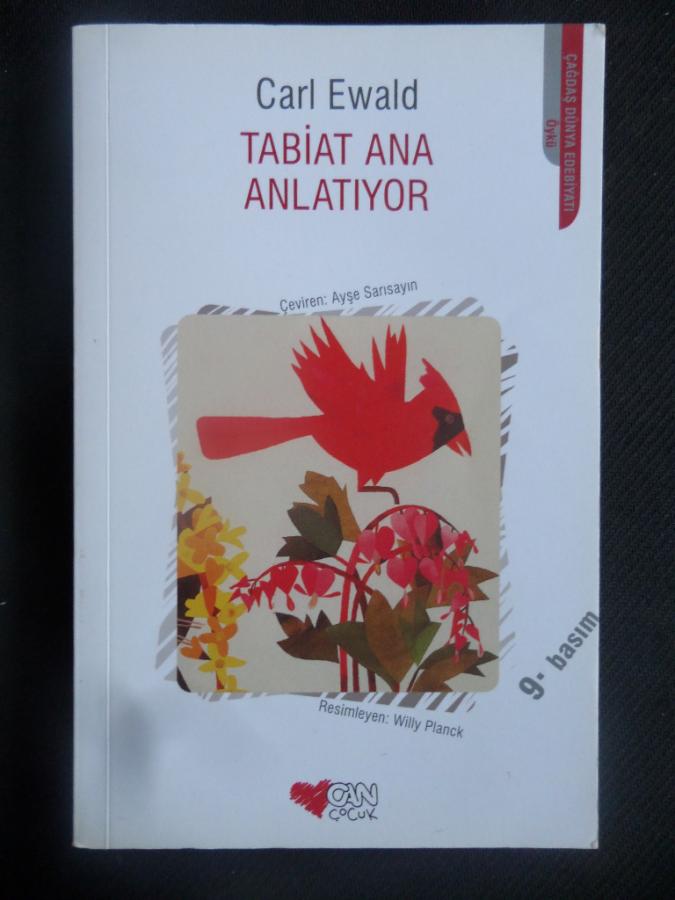 Carl Ewald
TABİAT ANA
ANLATIYOR
ÇAĞDAŞ DÜNYA EDEBİYATI
Öykü
Çeviren: Ayşe Sarısayın
9. basım
Resimleyen: Willy Planck
CAN
ÇOCUK